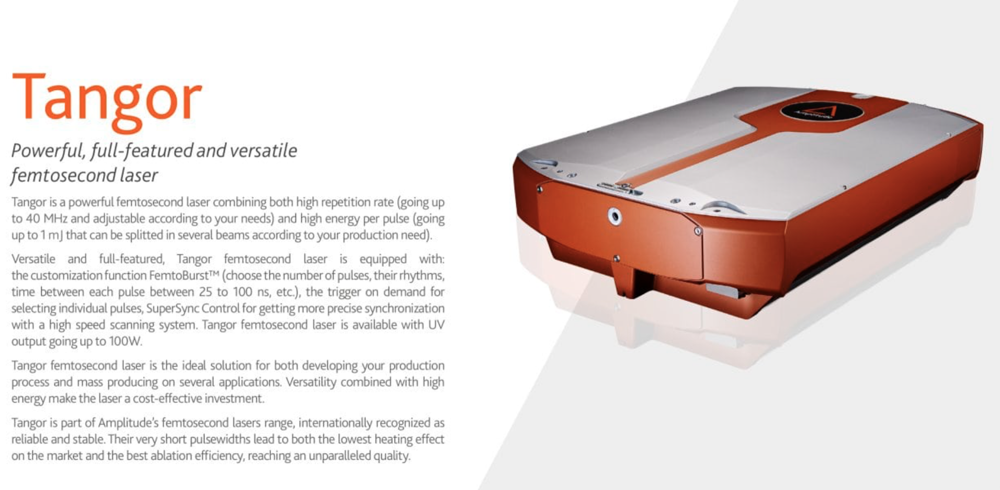 Tangor
Powerful, full-featured and versatile
femtosecond laser
Tangor is a powerful femtosecond laser combining both high repetition rate (going up
to 40 MHz and adjustable according to your needs) and high energy per pulse (going
up to 1 mJ that can be splitted in several beams according to your production need).
Versatile and full-featured, Tangor femtosecond laser is equipped with:
the customization function FemtoBurst™ (choose the number of pulses, their rhythms,
time between each pulse between 25 to 100 ns, etc.), the trigger on demand for
selecting individual pulses, SuperSync Control for getting more precise synchronization
with a high speed scanning system. Tangor femtosecond laser is available with UV
output going up to 100W.
Tangor femtosecond laser is the ideal solution for both developing your production
process and mass producing on several applications. Versatility combined with high
energy make the laser a cost-effective investment.
Tangor is part of Amplitude's femtosecond lasers range, internationally recognized as
reliable and stable. Their very short pulsewidths lead to both the lowest heating effect
on the market and the best ablation efficiency, reaching an unparalleled quality.
Amplitude